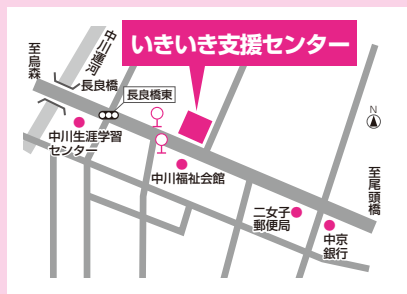 いきいき支援センター
至烏森
中川運河
長良橋
長良橋東
中川生涯学習
センター
中川福祉会館
N
至尾頭橋
二女子
郵便局
中京
銀行